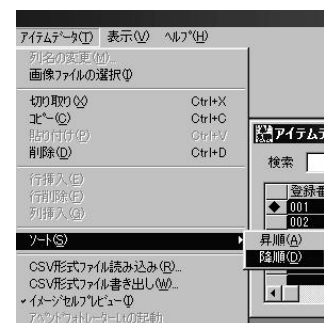 アイテムデータ(T) 表示(V) ヘルプ(H)
列名の変更(M)...
画像ファイルの選択(I)
切り取り(X) Ctrl+X
コピー(C) Ctrl+C
貼り付け(P) Ctrl+V
削除(D) Ctrl+D
行挿入(E)
行削除(F)
列挿入(G)
ソート(S)
昇順(A)
降順(D)
CSV形式ファイル読み込み(R)...
CSV形式ファイル書き出し(W)...
イメージセルプレビュー(Q)
アイテムデ
検索
登録番
001
002